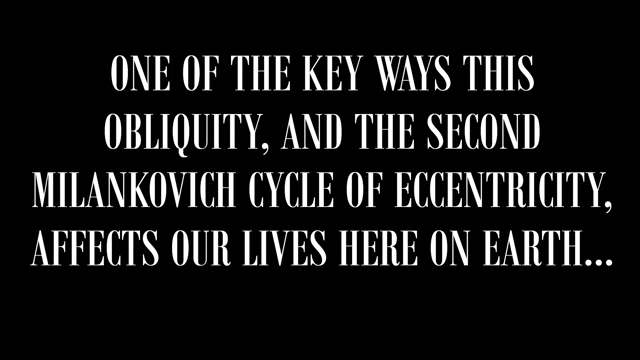 ONE OF THE KEY WAYS THIS
OBLIQUITY, AND THE SECOND
MILANKOVICH CYCLE OF ECCENTRICITY,
AFFECTS OUR LIVES HERE ON EARTH...